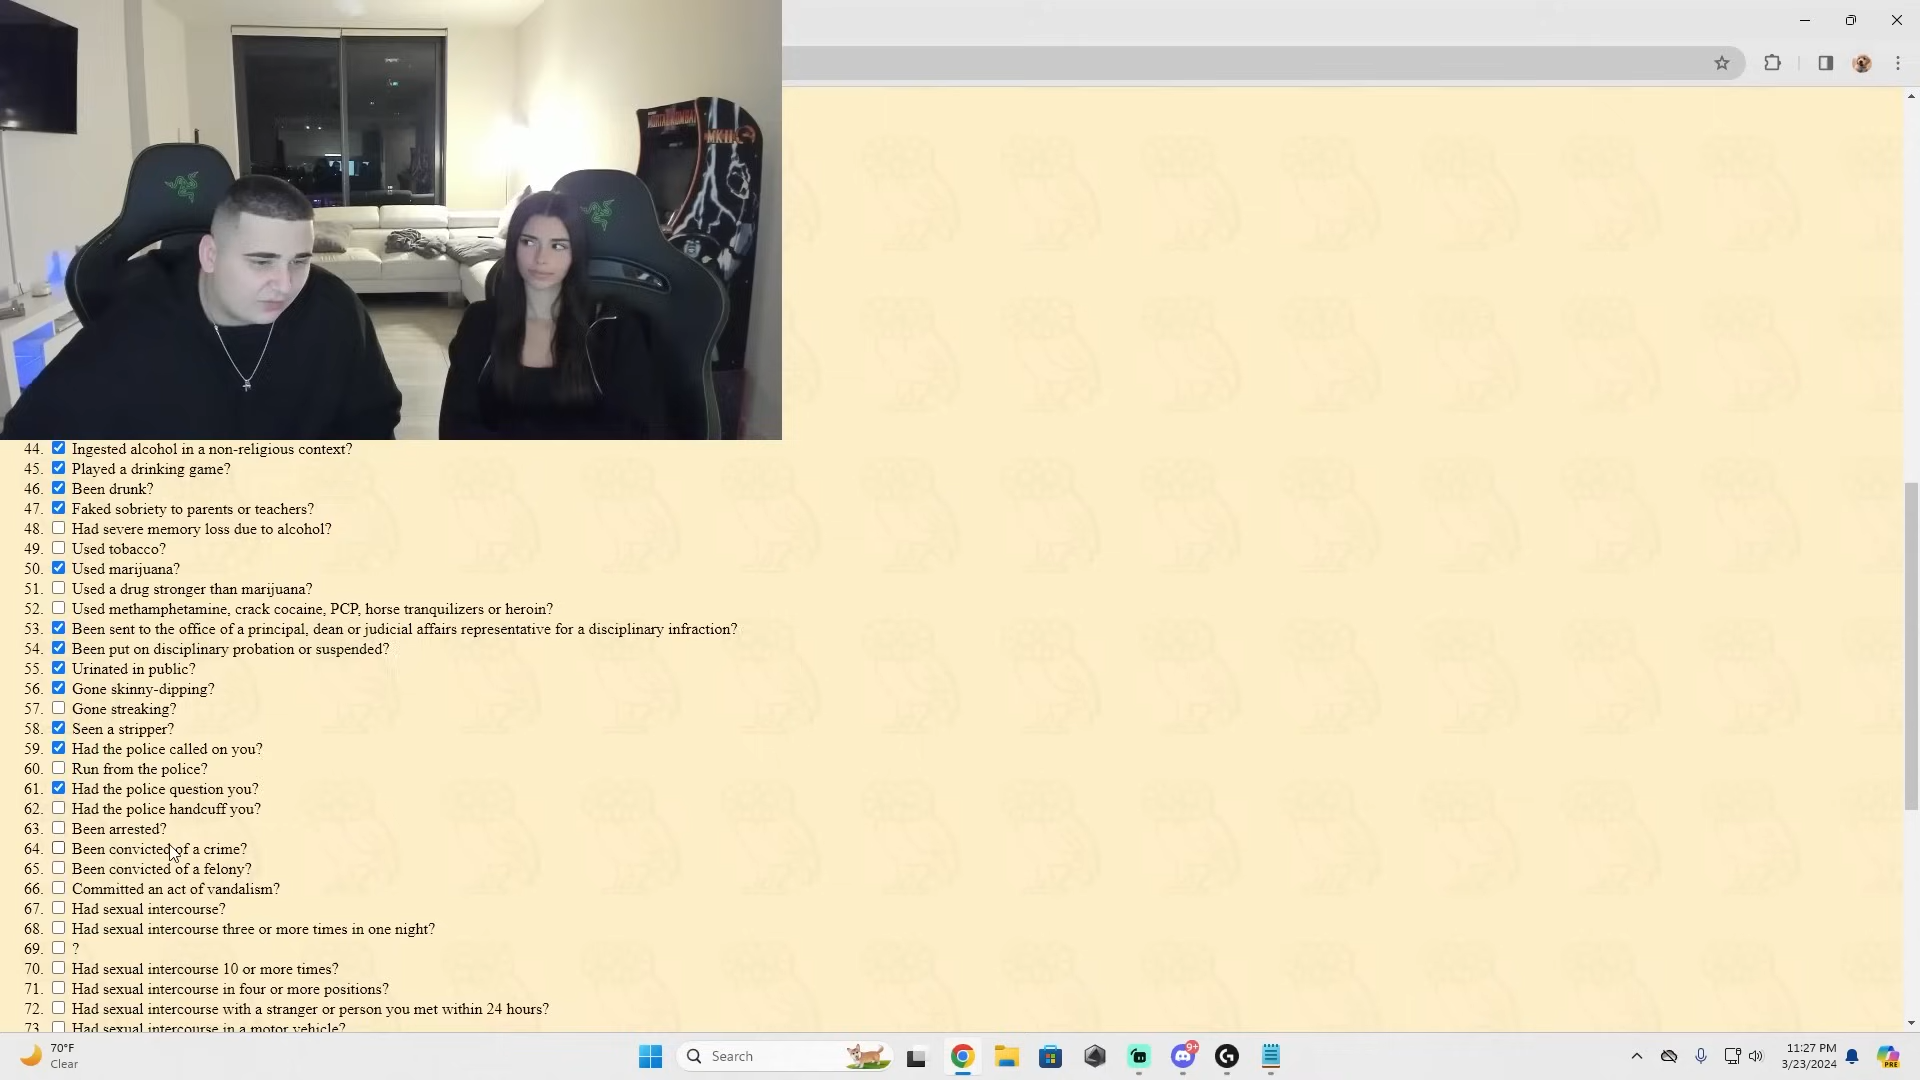 MORTAL KOMBAT
MKII
44. Ingested alcohol in a non-religious context?
45. Played a drinking game?
46. Been drunk?
47. Faked sobriety to parents or teachers?
48. Had severe memory loss due to alcohol?
49. Used tobacco?
50. Used marijuana?
51. Used a drug stronger than marijuana?
52. Used methamphetamine, crack cocaine, PCP, horse tranquilizers or heroin?
53. Been sent to the office of a principal, dean or judicial affairs representative for a disciplinary infraction?
54. Been put on disciplinary probation or suspended?
55. Urinated in public?
56. Gone skinny-dipping?
57. Gone streaking?
58. Seen a stripper?
59. Had the police called on you?
60. Run from the police?
61. Had the police question you?
62. Had the police handcuff you?
63. Been arrested?
64. Been convicted of a crime?
65. Been convicted of a felony?
66. Committed an act of vandalism?
67. Had sexual intercourse?
68. Had sexual intercourse three or more times in one night?
69. ?
70. Had sexual intercourse 10 or more times?
71. Had sexual intercourse in four or more positions?
72. Had sexual intercourse with a stranger or person you met within 24 hours?
73. Had sexual intercourse in a motor vehicle?
70°F
Clear
Search
9+
11:27 PM
3/23/2024
PRE